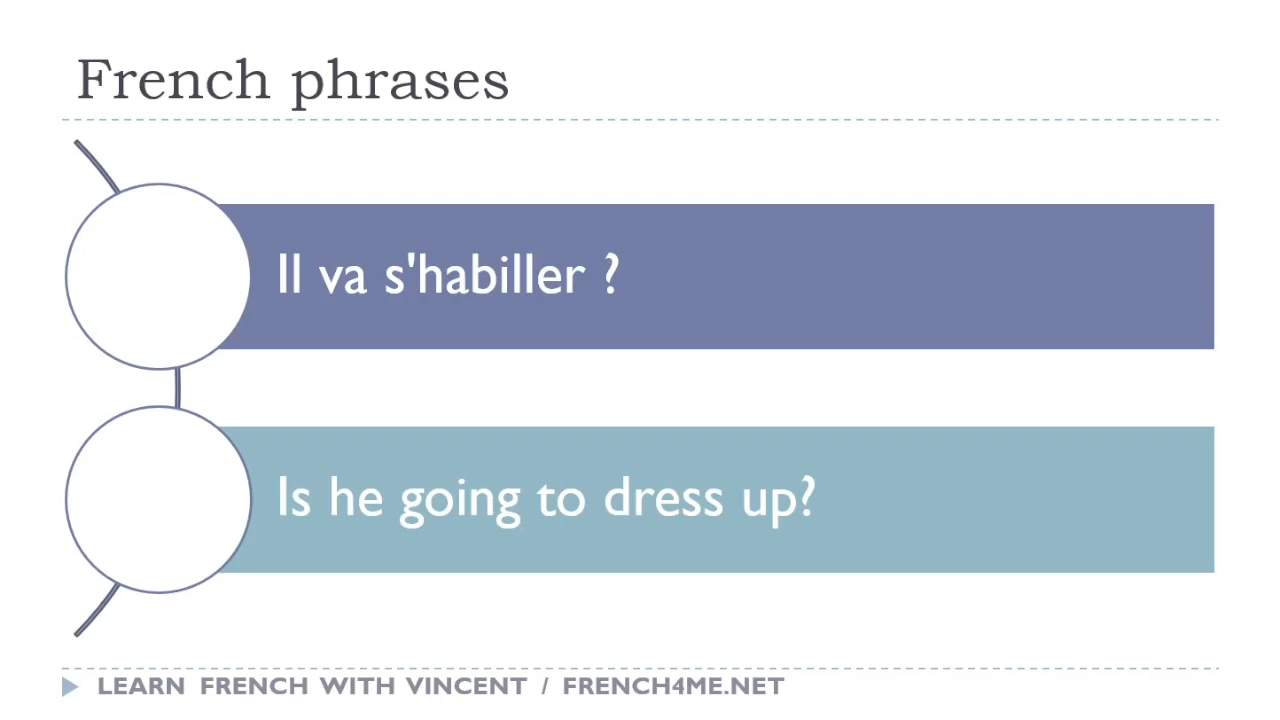 French phrases
Il va s'habiller ?
Is he going to dress up?
LEARN FRENCH WITH VINCENT / FRENCH4ME.NET